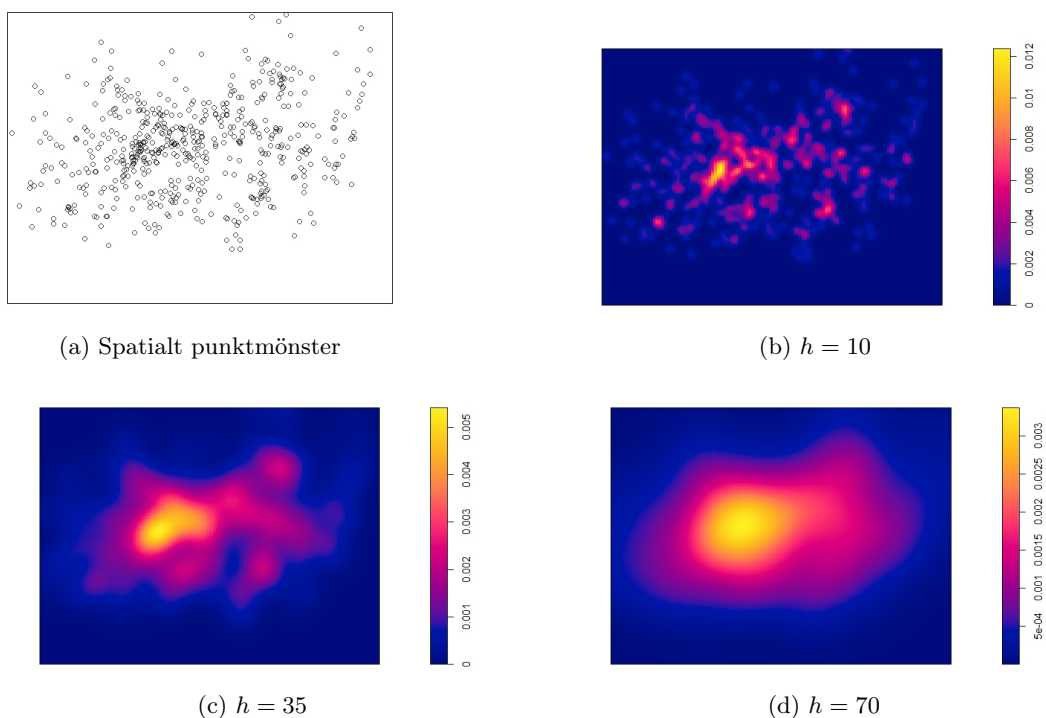 0 0.002 0.004 0.006 0.008 0.01 0.012
(a) Spatialt punktmönster
(b) h = 10
0 0.001 0.002 0.003 0.004 0.005
5e-04 0.001 0.0015 0.002 0.0025 0.003
(c) h = 35
(d) h = 70